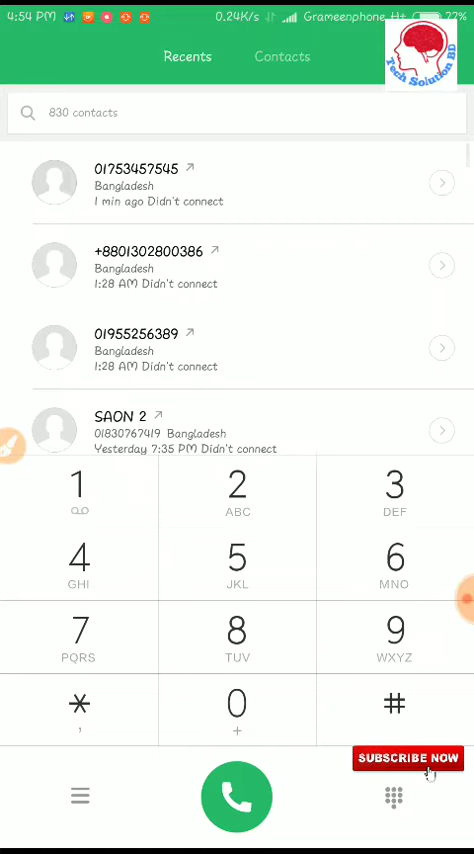 4:54 PM 0.24K/s Grameenphone H+ 77%
Recents Contacts
Tech Solution BD
830 contacts
01753457545
Bangladesh
1 min ago Didn't connect
+8801302800386
Bangladesh
1:28 AM Didn't connect
01955256389
Bangladesh
1:28 AM Didn't connect
SAON 2
01830767419 Bangladesh
Yesterday 7:35 PM Didn't connect
1 2 3
ABC DEF
4 5 6
GHI JKL MNO
7 8 9
PQRS TUV WXYZ
* 0 #
, +
SUBSCRIBE NOW